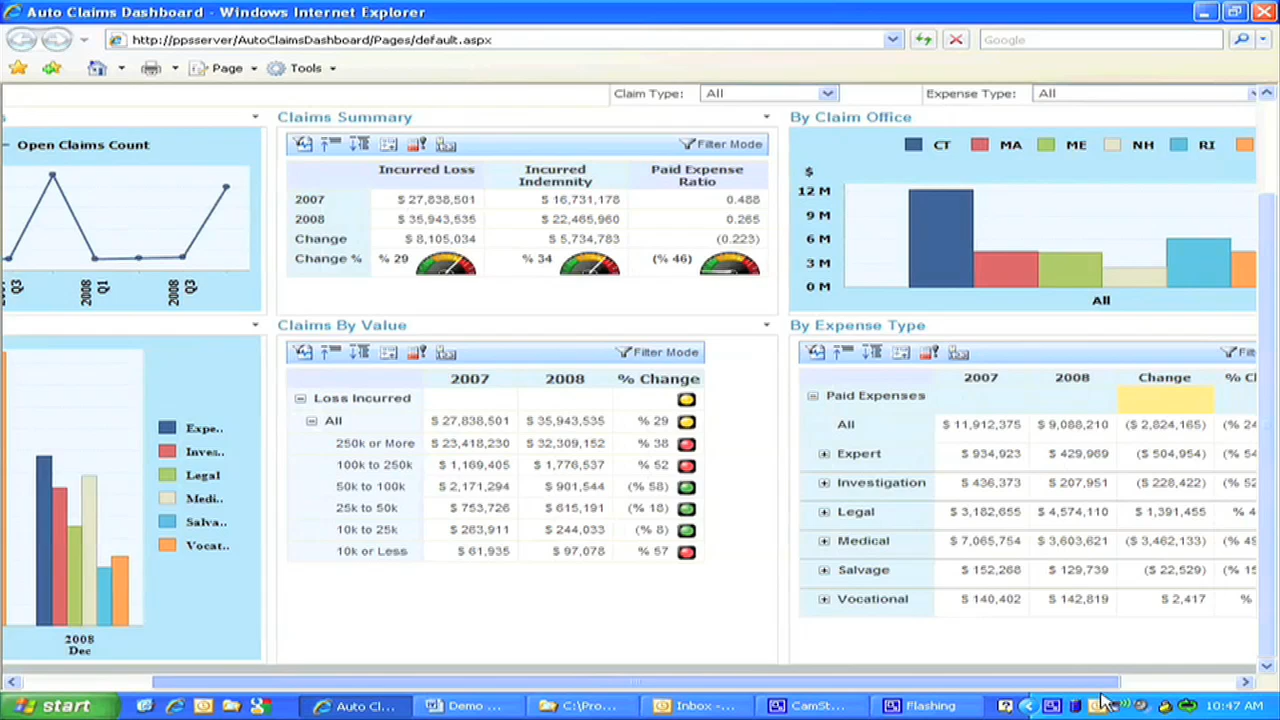 Auto Claims Dashboard - Windows Internet Explorer
http://ppsserver/AutoClaimsDashboard/Pages/default.aspx
Google
Page Tools
Claim Type: All
Expense Type: All
Open Claims Count
Q3
2008 Q1
2008 Q3
Claims Summary
Filter Mode
Incurred Loss Incurred Indemnity Paid Expense Ratio
2007 $ 27,838,501 $ 16,731,178 0.488
2008 $ 35,943,535 $ 22,465,960 0.265
Change $ 8,105,034 $ 5,734,783 (0.223)
Change % % 29 % 34 (% 46)
By Claim Office
CT MA ME NH RI
$
12 M
9 M
6 M
3 M
0 M
All
Expe..
Inves..
Legal
Medi..
Salva..
Vocat..
2008
Dec
Claims By Value
Filter Mode
2007 2008 % Change
Loss Incurred
All $ 27,838,501 $ 35,943,535 % 29
250k or More $ 23,418,230 $ 32,309,152 % 38
100k to 250k $ 1,169,405 $ 1,776,537 % 52
50k to 100k $ 2,171,294 $ 901,544 (% 58)
25k to 50k $ 753,726 $ 615,191 (% 18)
10k to 25k $ 263,911 $ 244,033 (% 8)
10k or Less $ 61,935 $ 97,078 % 57
By Expense Type
Filt
2007 2008 Change % Cl
Paid Expenses
All $ 11,912,375 $ 9,088,210 ($ 2,824,165) (% 24
Expert $ 934,923 $ 429,969 ($ 504,954) (% 54
Investigation $ 436,373 $ 207,951 ($ 228,422) (% 52
Legal $ 3,182,655 $ 4,574,110 $ 1,391,455 % 4
Medical $ 7,065,754 $ 3,603,621 ($ 3,462,133) (% 49
Salvage $ 152,268 $ 129,739 ($ 22,529) (% 15
Vocational $ 140,402 $ 142,819 $ 2,417 %
start Auto Cl... Demo ... C:\Pro... Inbox -... CamSt... Flashing 10:47 AM